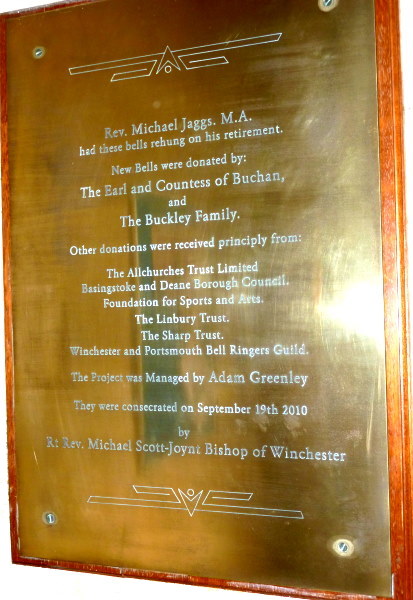 Rev. Michael Jaggs. M.A.
had these bells rehung on his retirement.
New Bells were donated by:
The Earl and Countess of Buchan,
and
The Buckley Family.
Other donations were received principly from:
The Allchurches Trust Limited
Basingstoke and Deane Borough Council.
Foundation for Sports and Arts.
The Linbury Trust.
The Sharp Trust.
Winchester and Portsmouth Bell Ringers Guild.
The Project was Managed by Adam Greenley
They were consecrated on September 19th 2010
by
R: Rev. Michael Scott-Joynt Bishop of Winchester